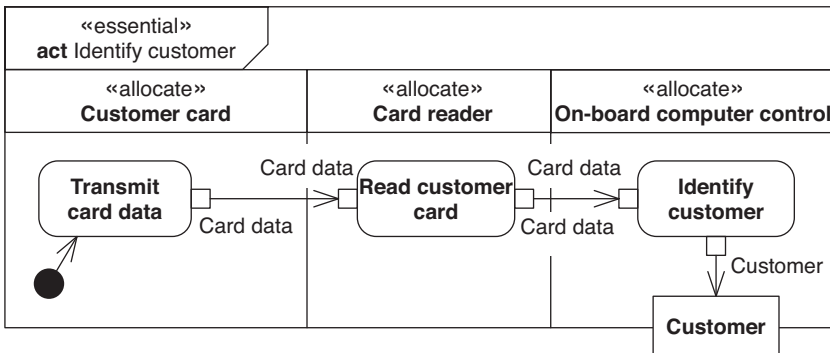 «essential»
act Identify customer
«allocate»
Customer card
«allocate»
Card reader
«allocate»
On-board computer control
Transmit
card data
Card data
Card data
Read customer
card
Card data
Card data
Identify
customer
Customer
Customer